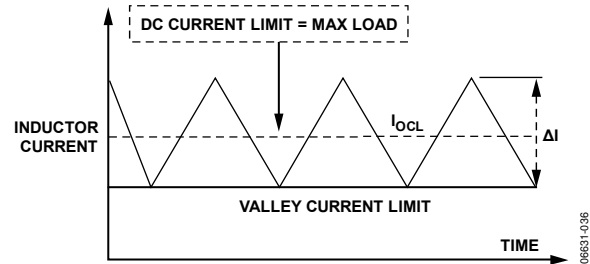 DC CURRENT LIMIT = MAX LOAD
INDUCTOR
CURRENT
IOCL
ΔI
VALLEY CURRENT LIMIT
TIME
06631-036